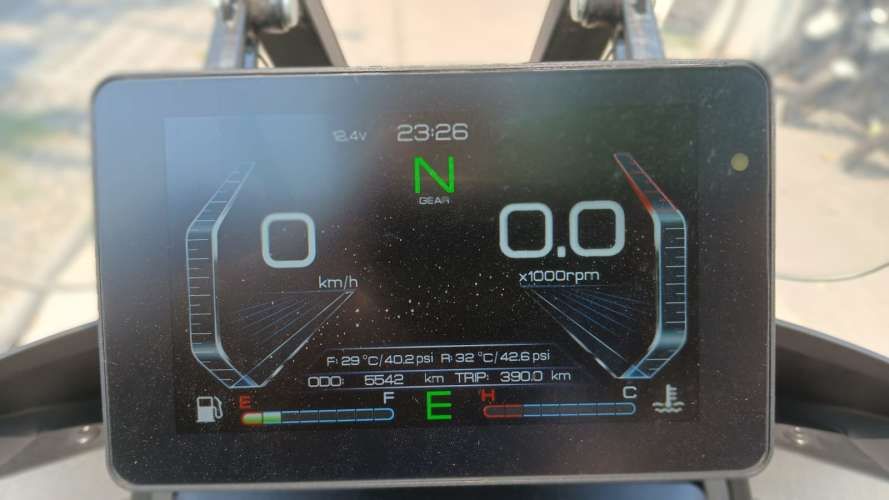 12.4v 23:26
N
GEAR
0 0.0
km/h x1000rpm
F: 29 °C/40.2 psi R: 32 °C/42.6 psi
ODO: 5542 km TRIP: 390.0 km
E F E H C